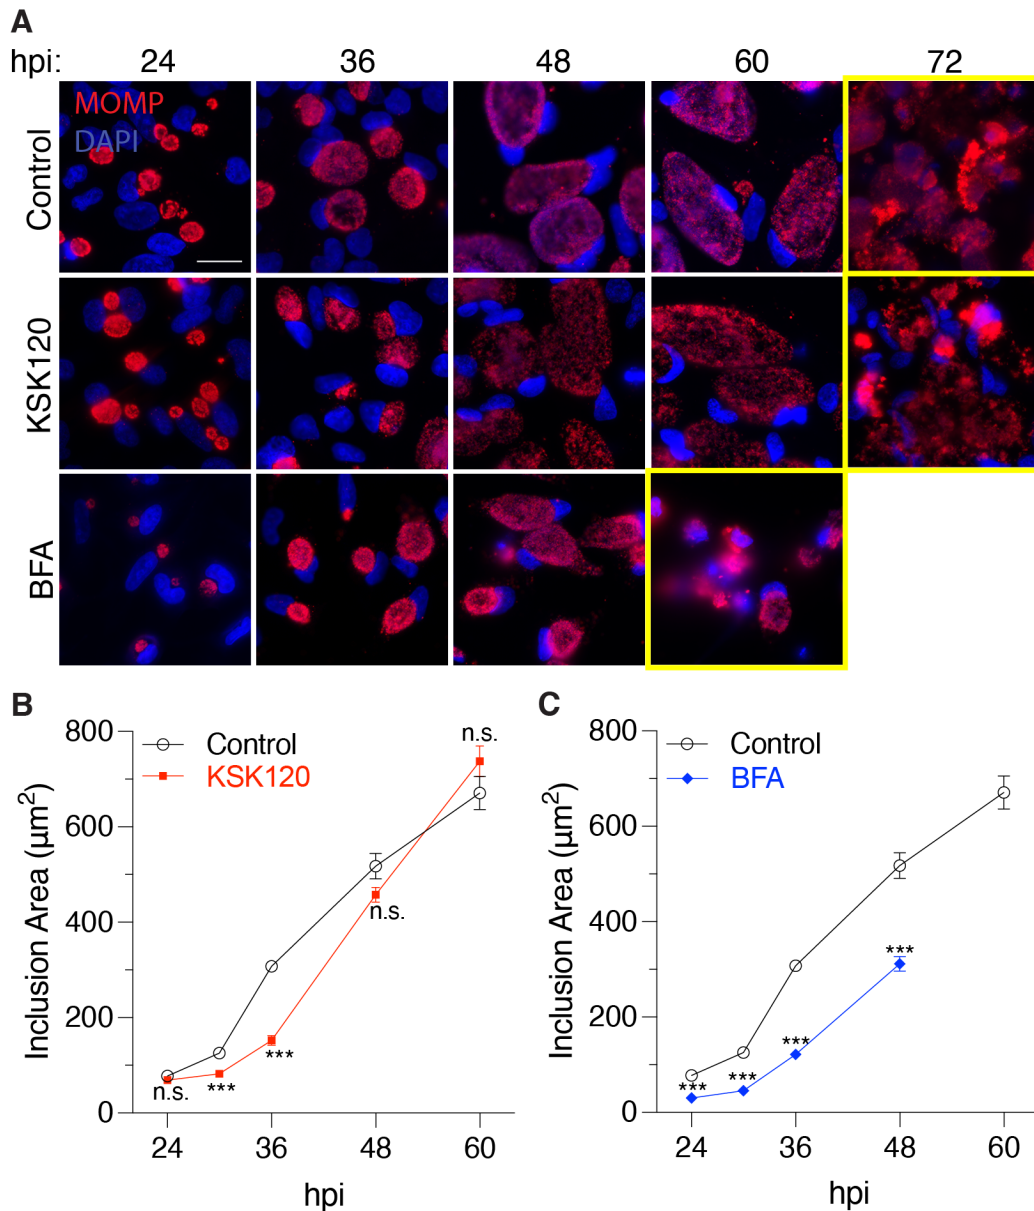 A
hpi: 24 36 48 60 72
MOMP
DAPI
Control
KSK120
BFA
B
800
600
400
200
0
Inclusion Area (µm²)
Control
KSK120
n.s.
***
***
n.s.
n.s.
24 36 48 60
hpi
C
800
600
400
200
0
Inclusion Area (µm²)
Control
BFA
***
***
***
***
24 36 48 60
hpi